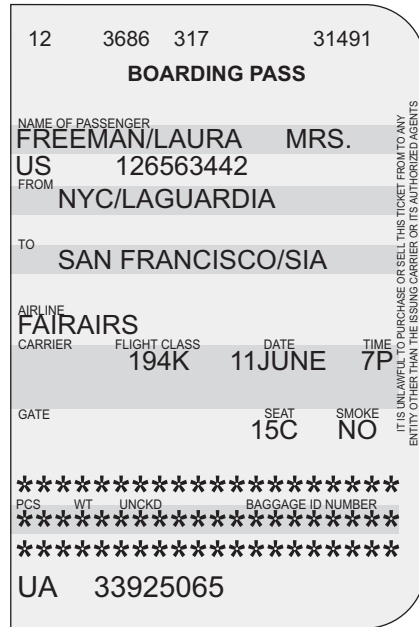 12 3686 317 31491
BOARDING PASS
NAME OF PASSENGER
FREEMAN/LAURA MRS.
US 126563442
FROM
NYC/LAGUARDIA
TO
SAN FRANCISCO/SIA
AIRLINE
FAIRAIRS
CARRIER FLIGHT CLASS DATE TIME
194K 11JUNE 7P
GATE SEAT SMOKE
15C NO
********************
PCS WT UNCKD BAGGAGE ID NUMBER
********************
********************
UA 33925065
IT IS UNLAWFUL TO PURCHASE OR SELL THIS TICKET FROM TO ANY
ENTITY OTHER THAN THE ISSUNG CARRIER OR ITS AUTHORIZED AGENTS